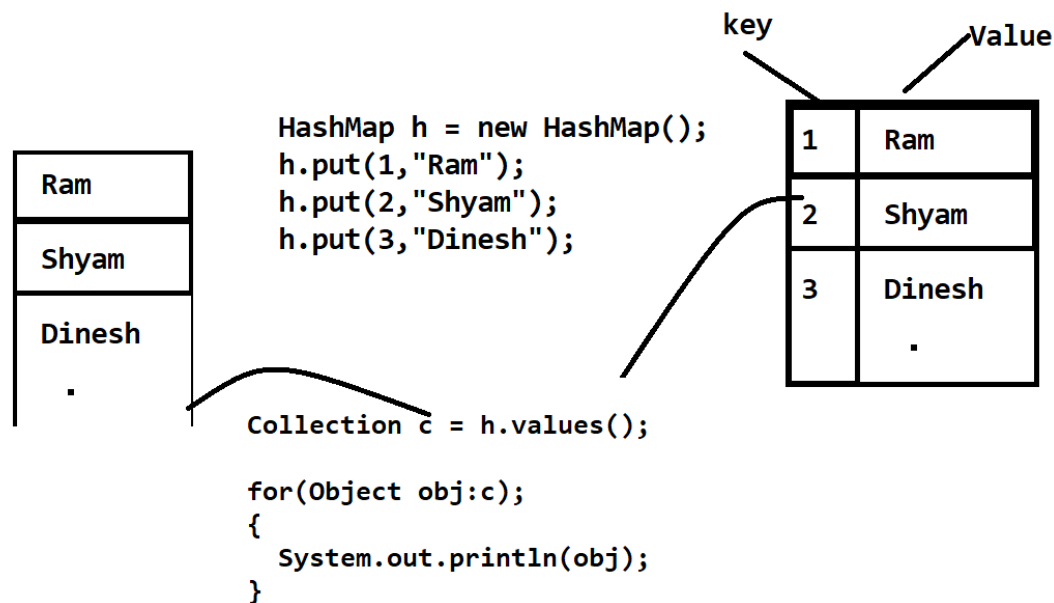 key
Value
HashMap h = new HashMap();
h.put(1,"Ram");
h.put(2,"Shyam");
h.put(3,"Dinesh");
1 Ram
2 Shyam
3 Dinesh
.
Ram
Shyam
Dinesh
.
Collection c = h.values();
for(Object obj:c);
{
System.out.println(obj);
}